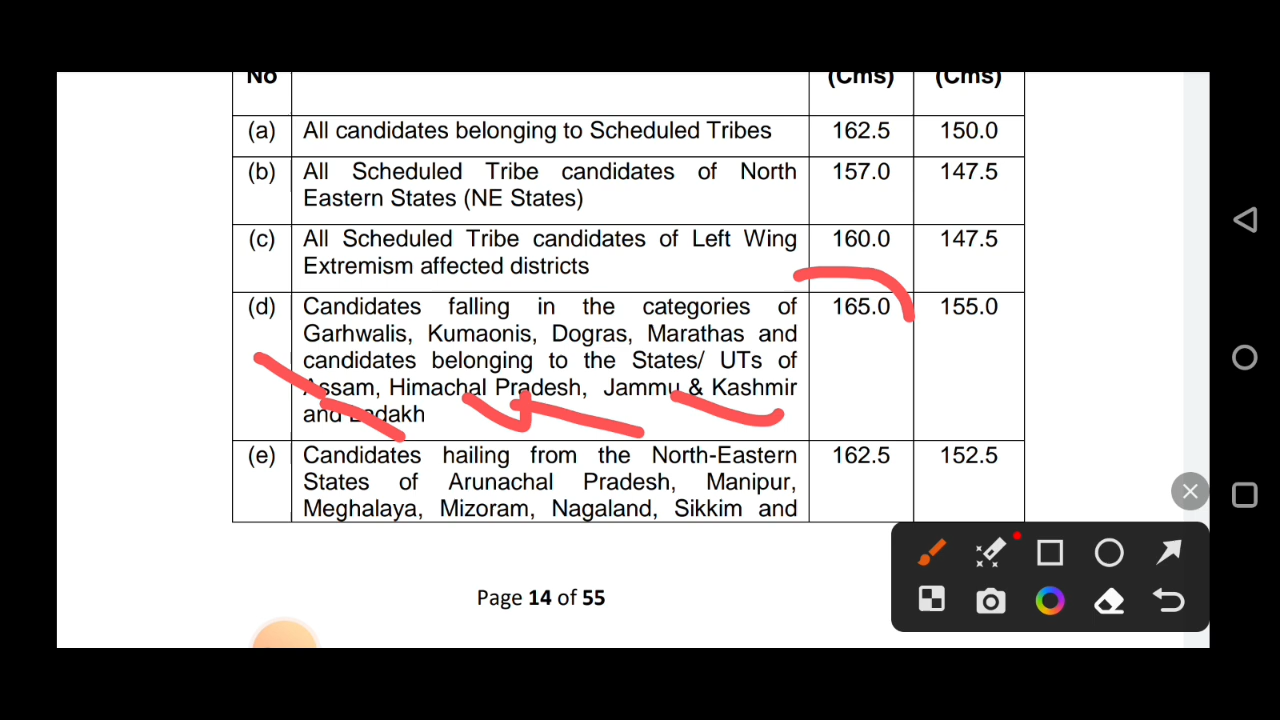 No (Cms) (Cms)
(a) All candidates belonging to Scheduled Tribes 162.5 150.0
(b) All Scheduled Tribe candidates of North 157.0 147.5
Eastern States (NE States)
(c) All Scheduled Tribe candidates of Left Wing 160.0 147.5
Extremism affected districts
(d) Candidates falling in the categories of 165.0 155.0
Garhwalis, Kumaonis, Dogras, Marathas and
candidates belonging to the States/ UTs of
Assam, Himachal Pradesh, Jammu & Kashmir
and Ladakh
(e) Candidates hailing from the North-Eastern 162.5 152.5
States of Arunachal Pradesh, Manipur,
Meghalaya, Mizoram, Nagaland, Sikkim and
Page 14 of 55